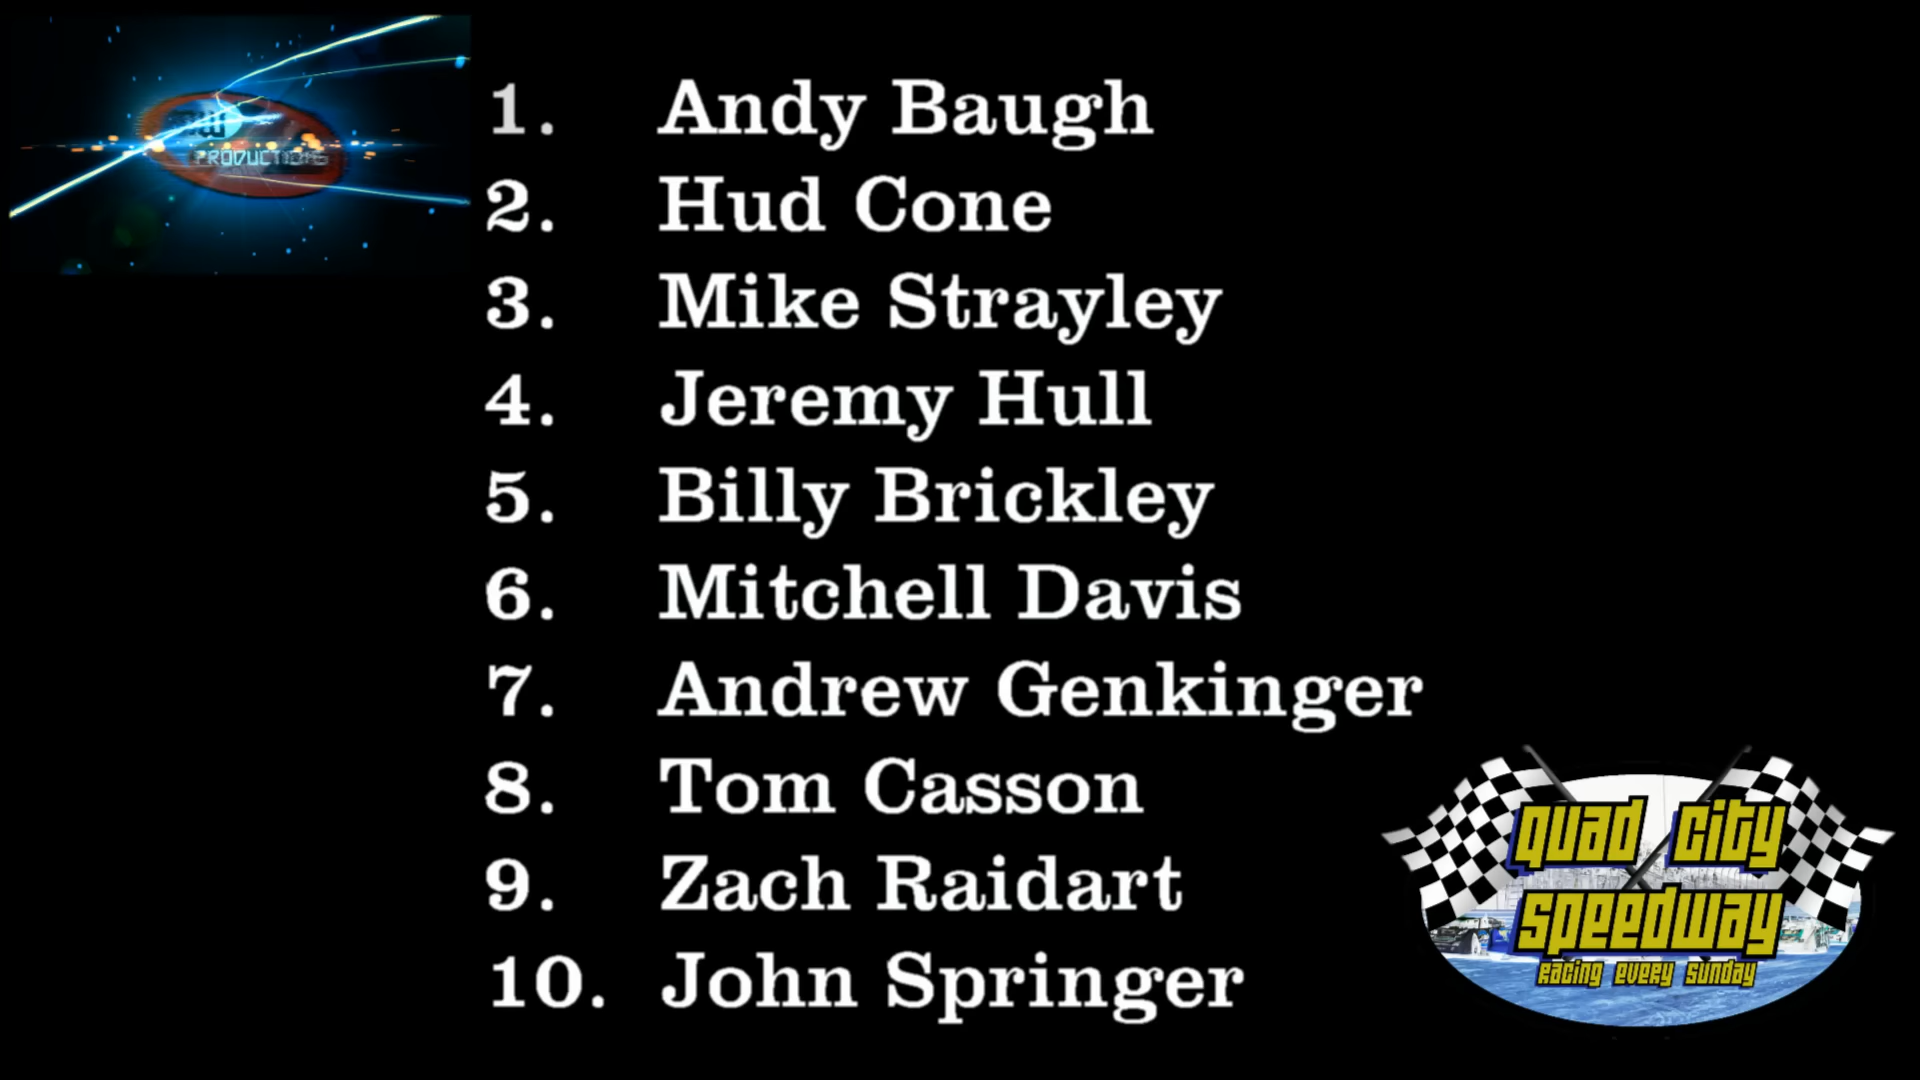 PRODUCTIONS
1. Andy Baugh
2. Hud Cone
3. Mike Strayley
4. Jeremy Hull
5. Billy Brickley
6. Mitchell Davis
7. Andrew Genkinger
8. Tom Casson
9. Zach Raidart
10. John Springer
QUAD CITY
SPEEDWAY
RACING EVERY SUNDAY